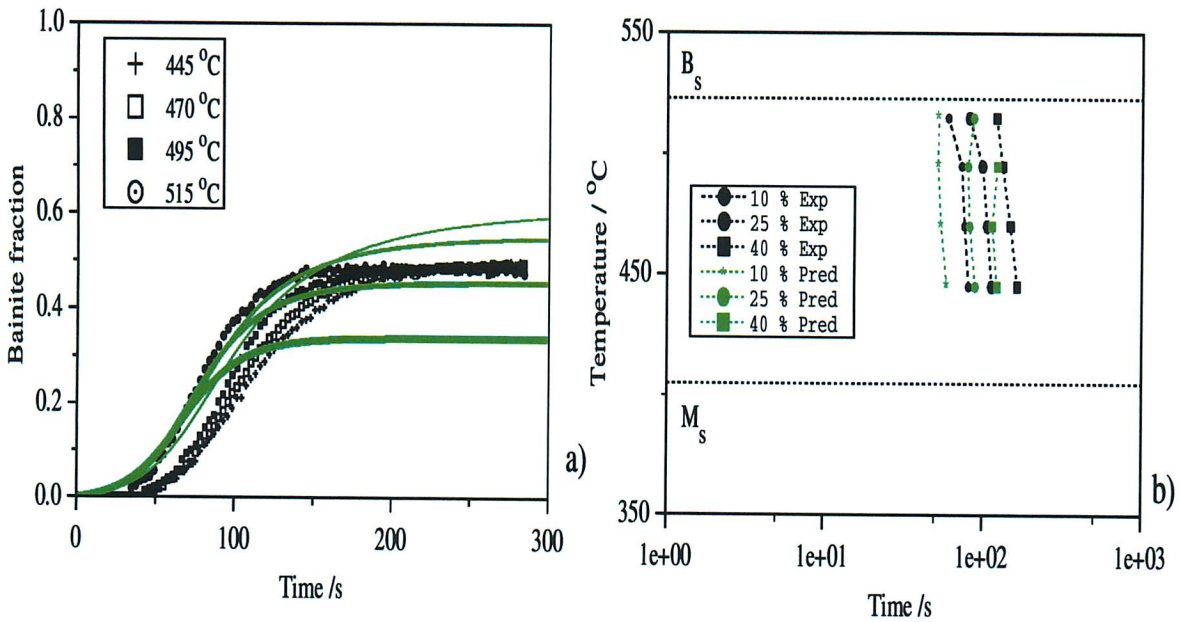 1.0
0.8
0.6
0.4
0.2
0.0
Bainite fraction
445 °C
470 °C
495 °C
515 °C
a)
0
100
200
300
Time /s
550
450
350
Temperature / °C
Bs
10 % Exp
25 % Exp
40 % Exp
10 % Pred
25 % Pred
40 % Pred
Ms
b)
1e+00
1e+01
1e+02
1e+03
Time /s